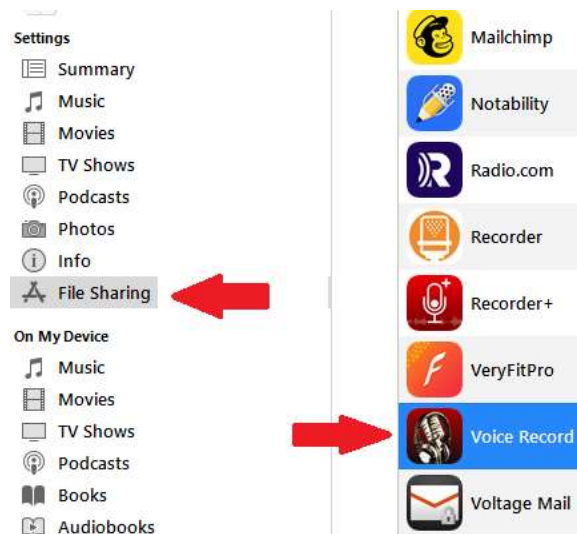 Settings
Summary
Music
Movies
TV Shows
Podcasts
Photos
Info
File Sharing
On My Device
Music
Movies
TV Shows
Podcasts
Books
Audiobooks
Mailchimp
Notability
Radio.com
Recorder
Recorder+
VeryFitPro
Voice Record
Voltage Mail